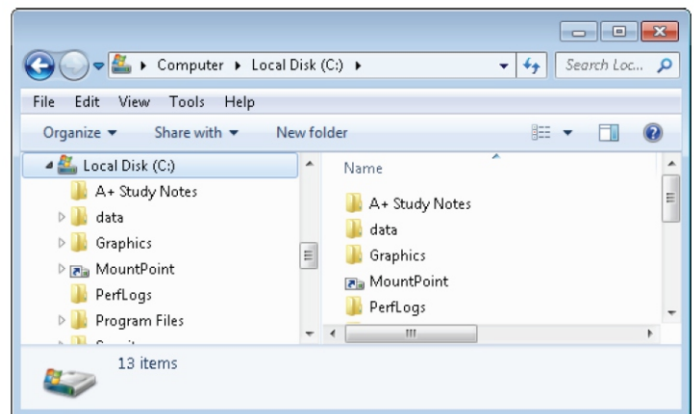 Computer Local Disk (C:) Search Loc...
File Edit View Tools Help
Organize Share with New folder
Local Disk (C:)
A+ Study Notes
data
Graphics
MountPoint
PerfLogs
Program Files
Name
A+ Study Notes
data
Graphics
MountPoint
PerfLogs
13 items